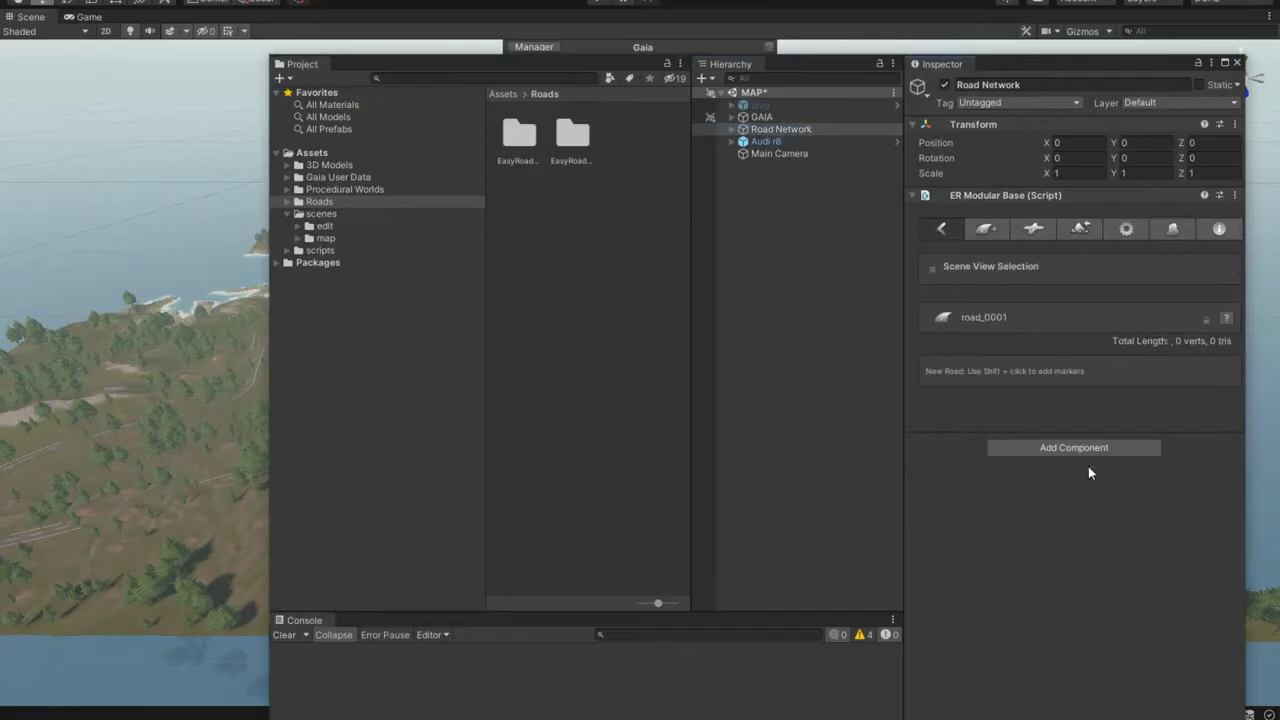 Scene Game
Shaded 2D 0 Gizmos All
Manager Gaia
Project
19
Favorites
All Materials
All Models
All Prefabs
Assets
3D Models
Gaia User Data
Procedural Worlds
Roads
scenes
edit
map
scripts
Packages
Assets > Roads
EasyRoad... EasyRoad...
Hierarchy
All
MAP*
divo
GAIA
Road Network
Audi r8
Main Camera
Inspector
Road Network Static
Tag Untagged Layer Default
Transform
Position X 0 Y 0 Z 0
Rotation X 0 Y 0 Z 0
Scale X 1 Y 1 Z 1
ER Modular Base (Script)
Scene View Selection
road_0001 ?
Total Length: , 0 verts, 0 tris
New Road: Use Shift + click to add markers
Add Component
Console
Clear Collapse Error Pause Editor 0 4 0